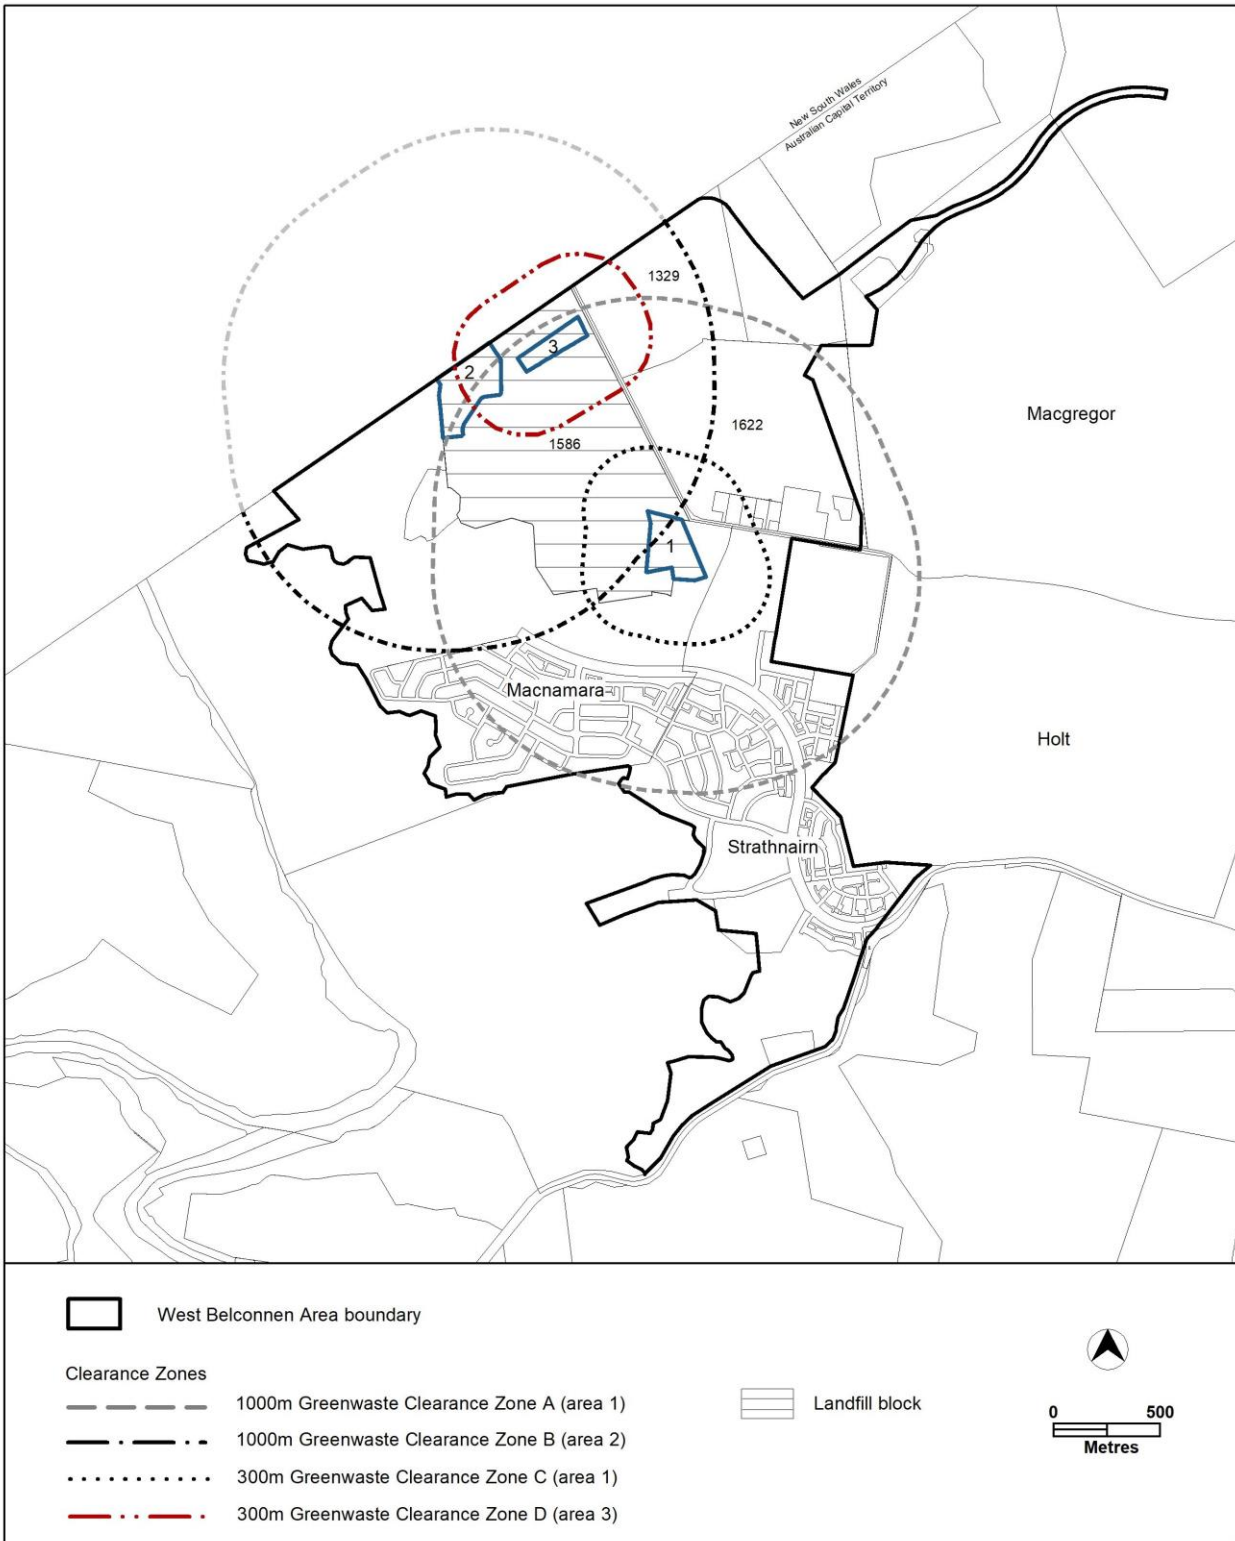 New South Wales
Australian Capital Territory
1329
3
2
Macgregor
1622
1586
1
Macnamara
Holt
Strathnairn
West Belconnen Area boundary
Clearance Zones
1000m Greenwaste Clearance Zone A (area 1)
1000m Greenwaste Clearance Zone B (area 2)
300m Greenwaste Clearance Zone C (area 1)
300m Greenwaste Clearance Zone D (area 3)
Landfill block
0 500
Metres